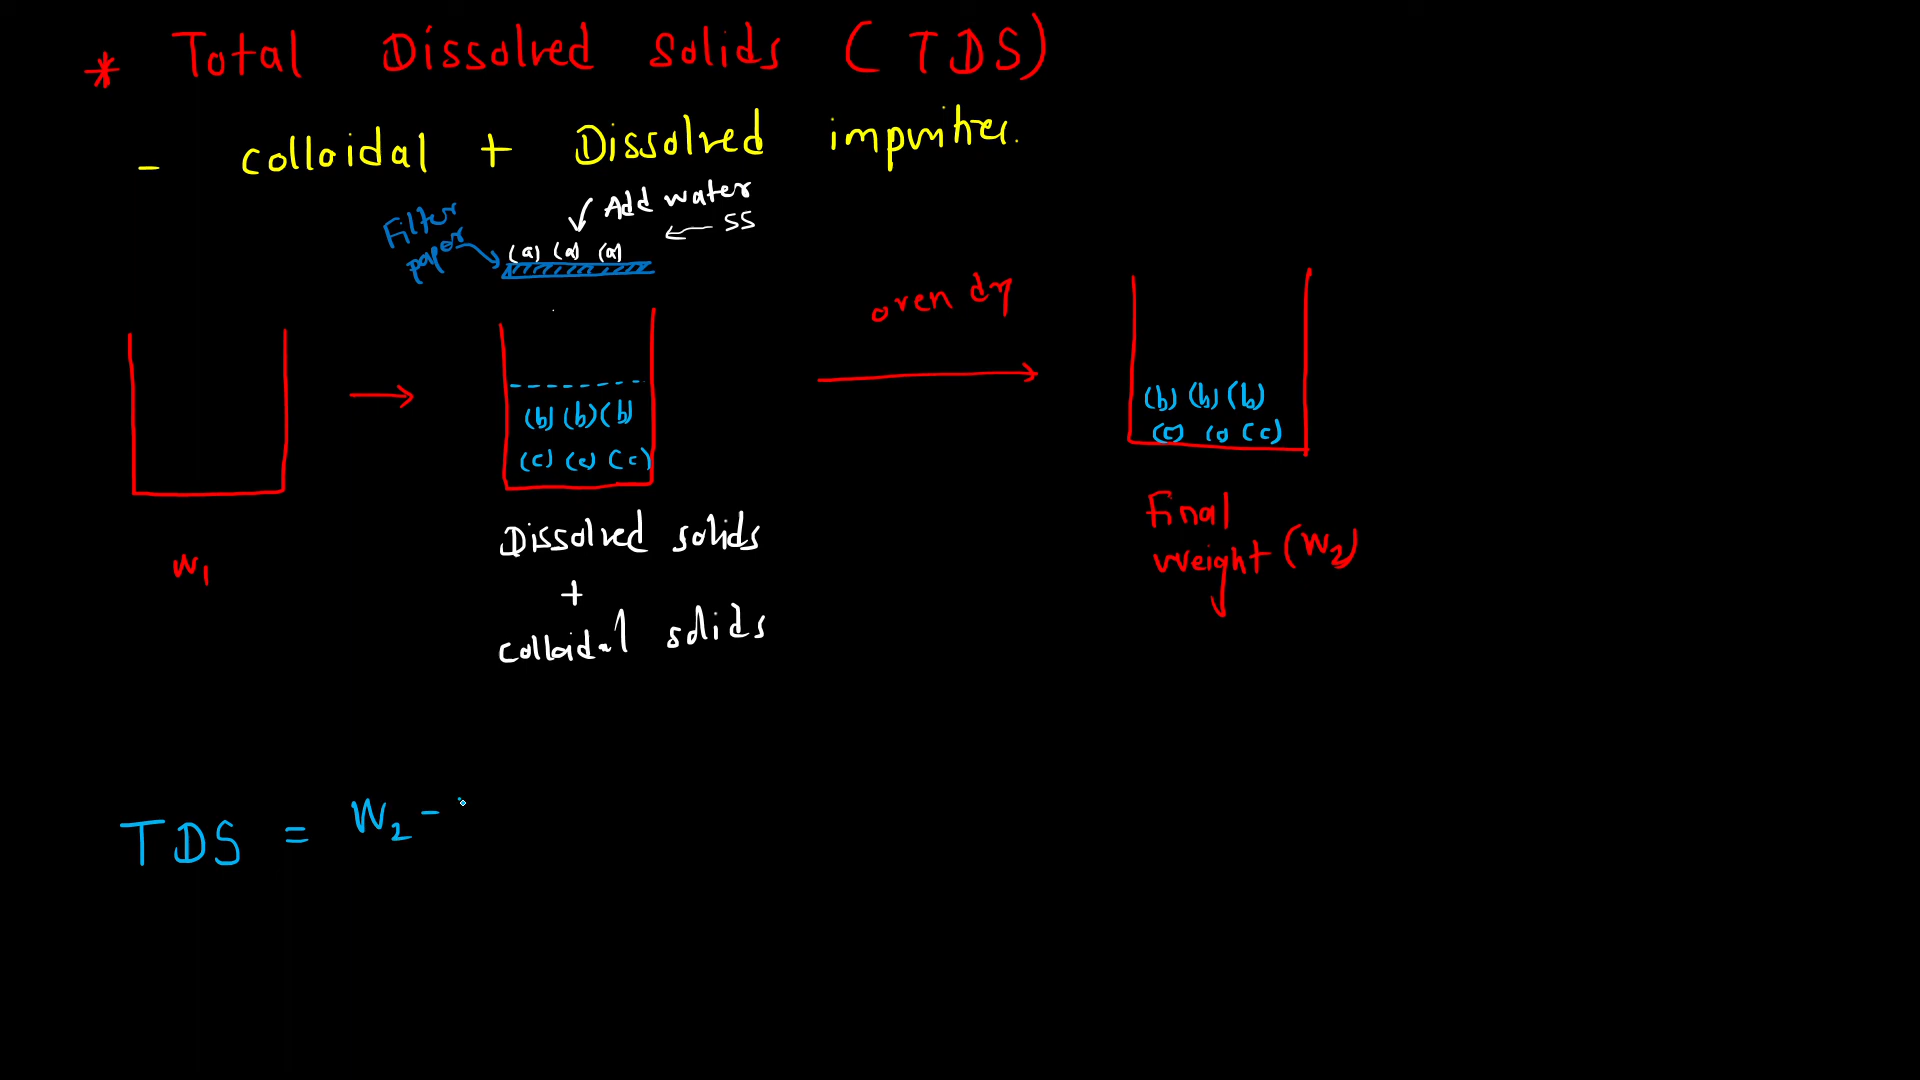 * Total Dissolved Solids (TDS)
- colloidal + Dissolved impurities.
Add water
SS
Filter
paper
(a) (a) (a)
oven dry
(b) (b) (b)
(c) (c) (c)
(b) (b) (b)
(c) (c) (c)
W1
Dissolved solids
+
colloidal solids
Final
weight (W2)
TDS = W2 -